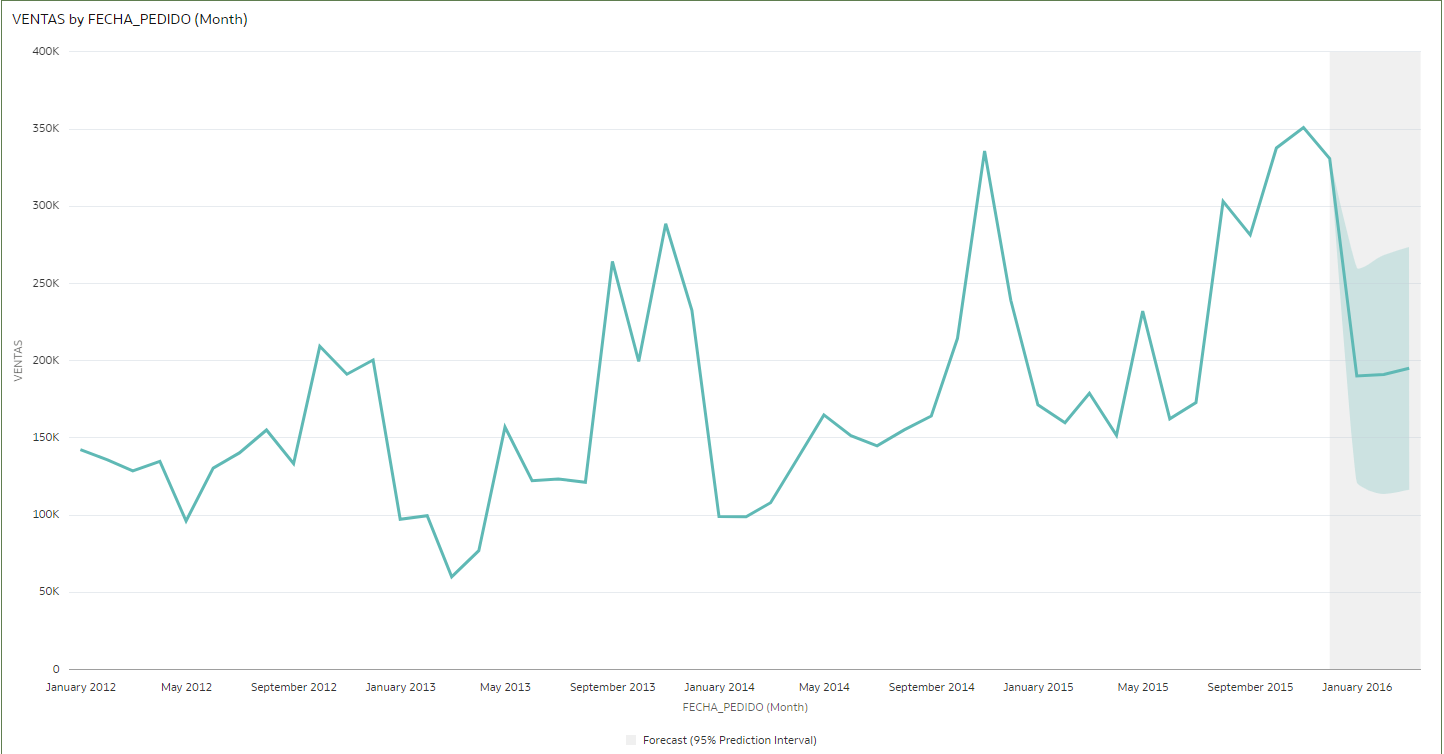 VENTAS by FECHA_PEDIDO (Month)
400K
350K
300K
250K
200K
150K
100K
50K
0
VENTAS
January 2012 May 2012 September 2012 January 2013 May 2013 September 2013 January 2014 May 2014 September 2014 January 2015 May 2015 September 2015 January 2016
FECHA_PEDIDO (Month)
Forecast (95% Prediction Interval)